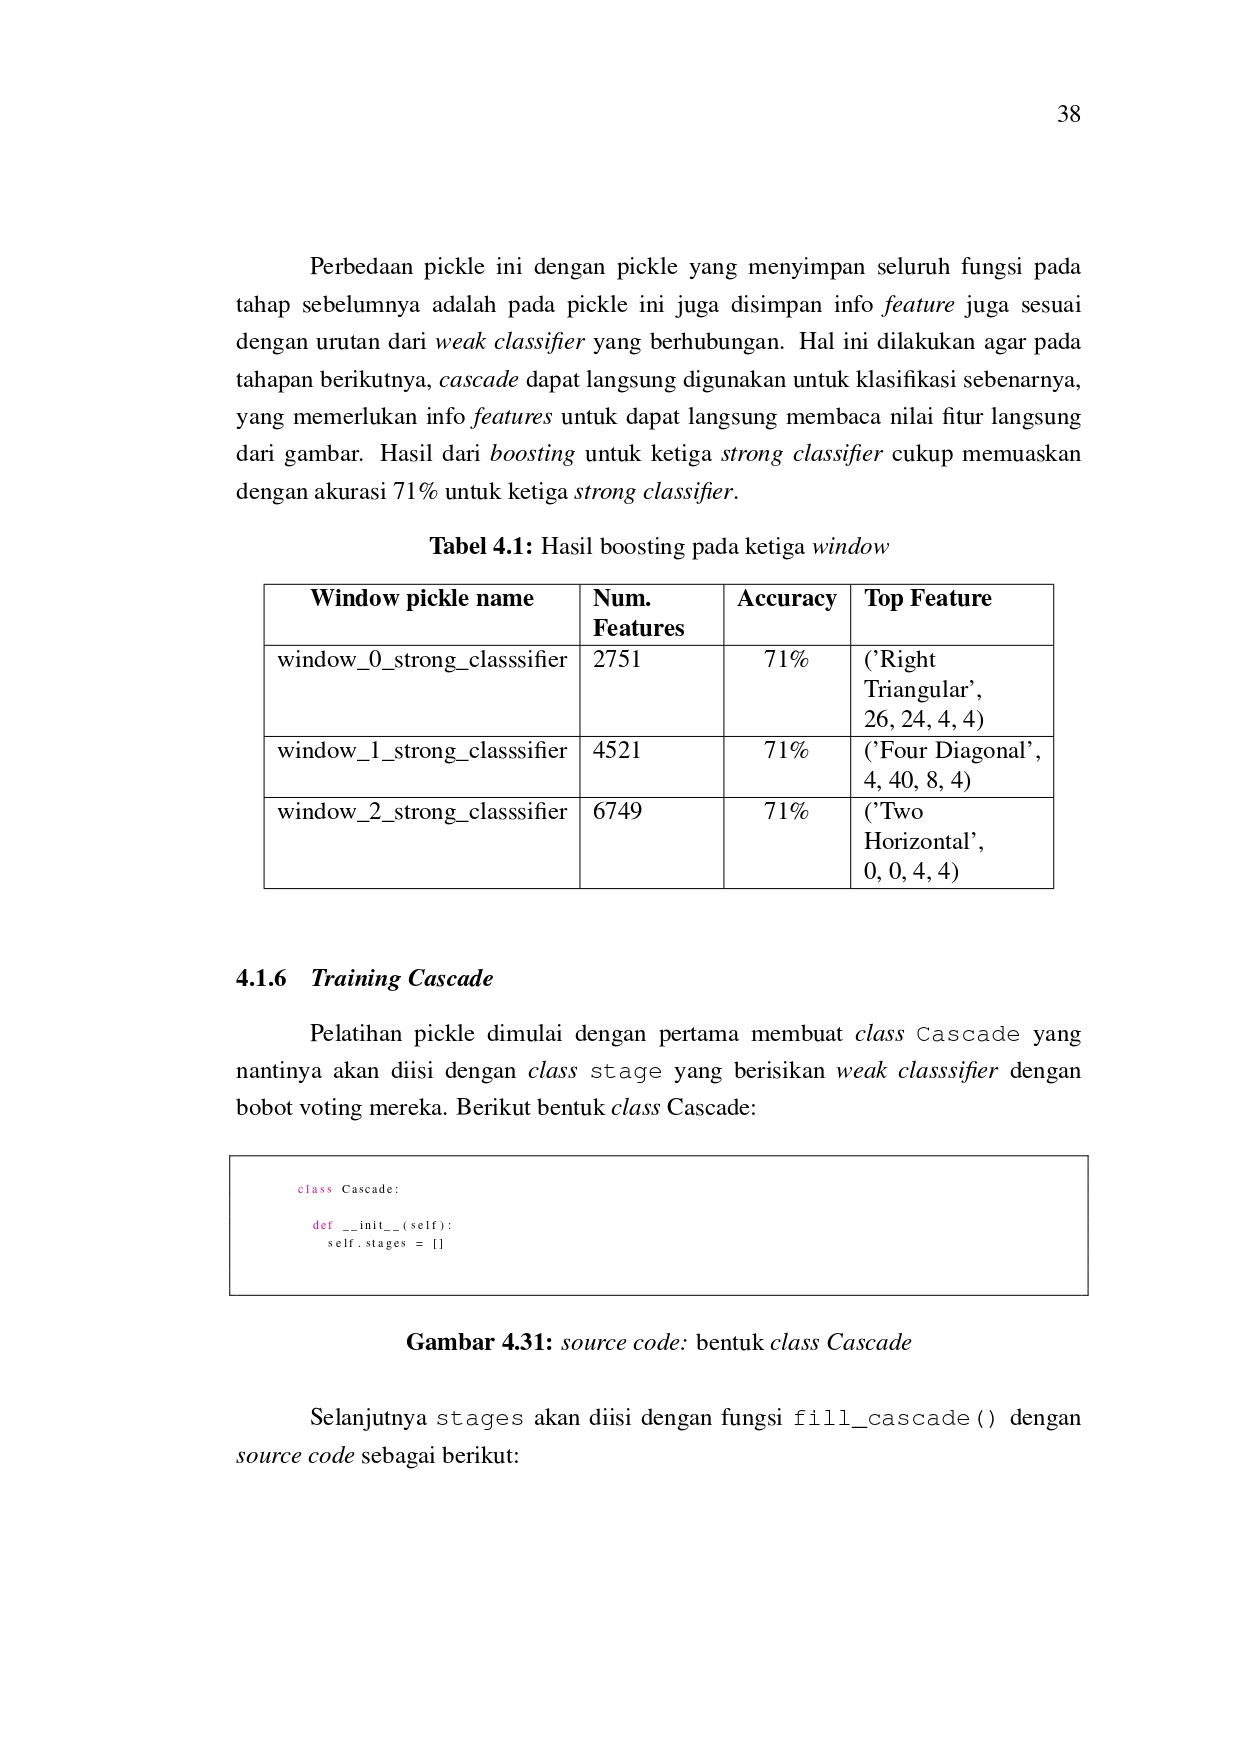 38
Perbedaan pickle ini dengan pickle yang menyimpan seluruh fungsi pada
tahap sebelumnya adalah pada pickle ini juga disimpan info feature juga sesuai
dengan urutan dari weak classifier yang berhubungan. Hal ini dilakukan agar pada
tahapan berikutnya, cascade dapat langsung digunakan untuk klasifikasi sebenarnya,
yang memerlukan info features untuk dapat langsung membaca nilai fitur langsung
dari gambar. Hasil dari boosting untuk ketiga strong classifier cukup memuaskan
dengan akurasi 71% untuk ketiga strong classifier.
Tabel 4.1: Hasil boosting pada ketiga window
Window pickle name Num. Features Accuracy Top Feature
window_0_strong_classsifier 2751 71% ('Right Triangular', 26, 24, 4, 4)
window_1_strong_classsifier 4521 71% ('Four Diagonal', 4, 40, 8, 4)
window_2_strong_classsifier 6749 71% ('Two Horizontal', 0, 0, 4, 4)
4.1.6 Training Cascade
Pelatihan pickle dimulai dengan pertama membuat class Cascade yang
nantinya akan diisi dengan class stage yang berisikan weak classsifier dengan
bobot voting mereka. Berikut bentuk class Cascade:
class Cascade:
def __init__(self):
self.stages = []
Gambar 4.31: source code: bentuk class Cascade
Selanjutnya stages akan diisi dengan fungsi fill_cascade() dengan
source code sebagai berikut: